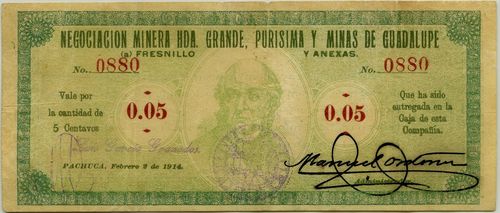 NEGOCIACION MINERA HDA. GRANDE, PURISIMA Y MINAS DE GUADALUPE
(a) FRESNILLO Y ANEXAS.
No. 0880 No. 0880
Vale por
la cantidad de
5 Centavos
0.05 0.05
Que ha sido
entregada en la
Caja de esta
Compañia.
PACHUCA, Febrero 2 de 1914.
Manuel Ordoñez